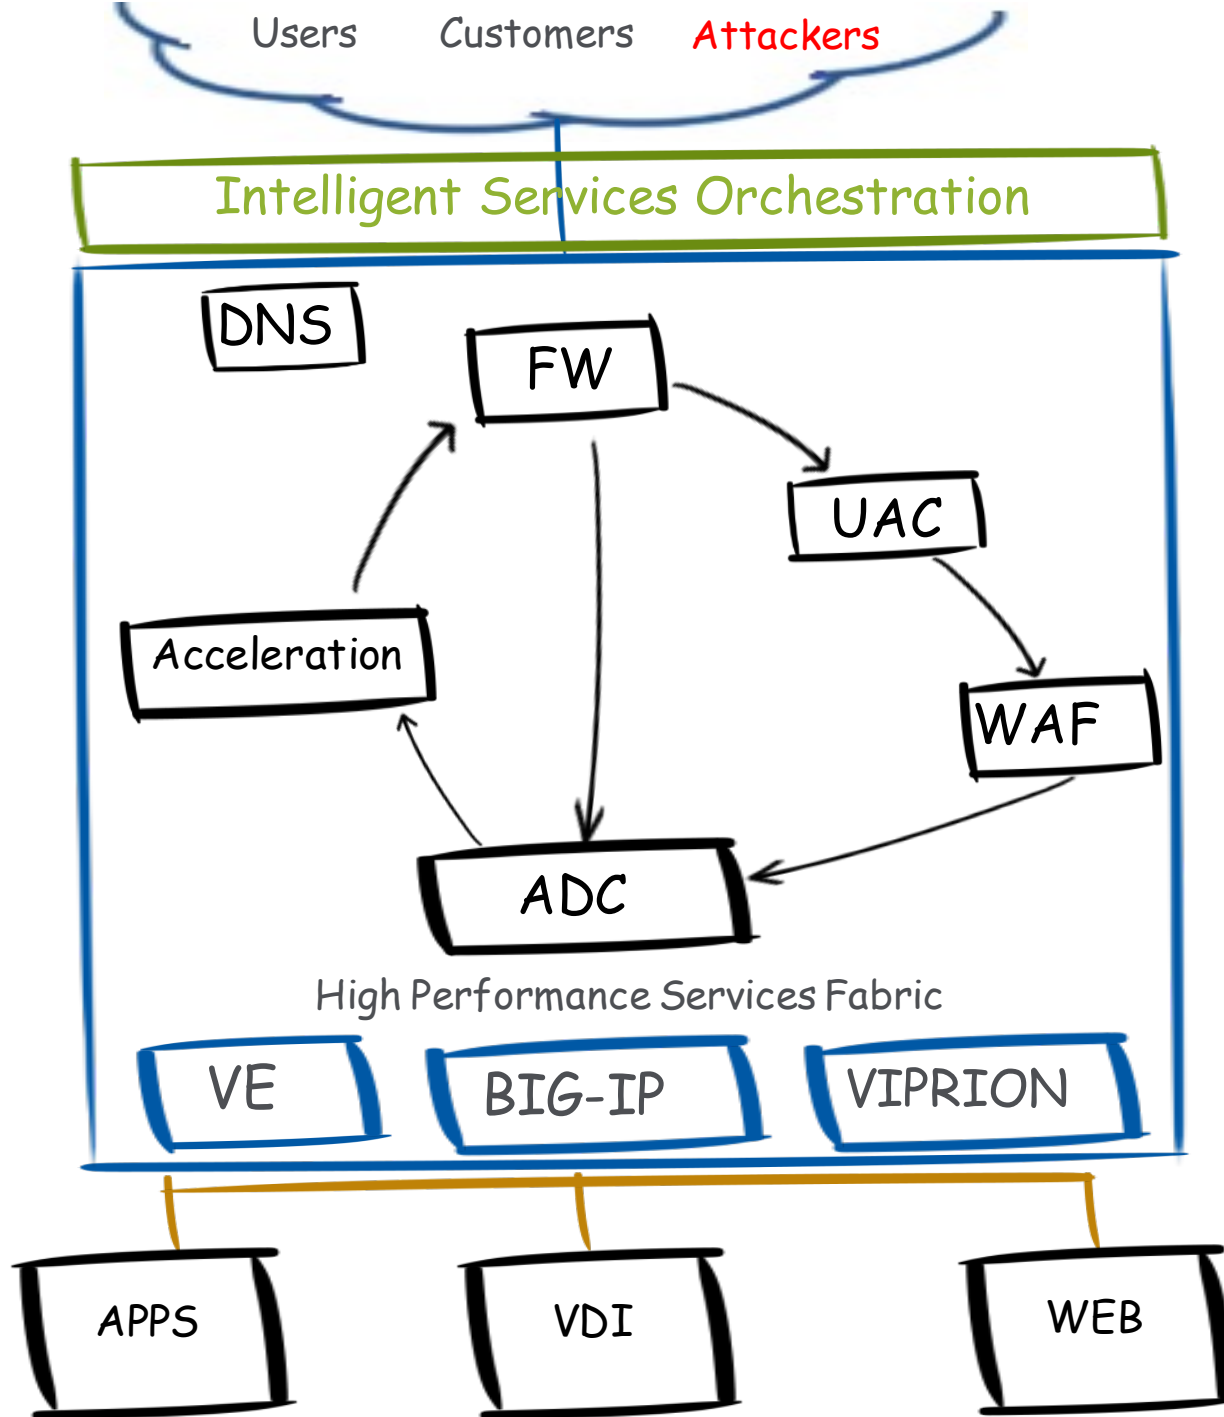 Users Customers Attackers
Intelligent Services Orchestration
DNS
FW
UAC
Acceleration
WAF
ADC
High Performance Services Fabric
VE BIG-IP VIPRION
APPS VDI WEB